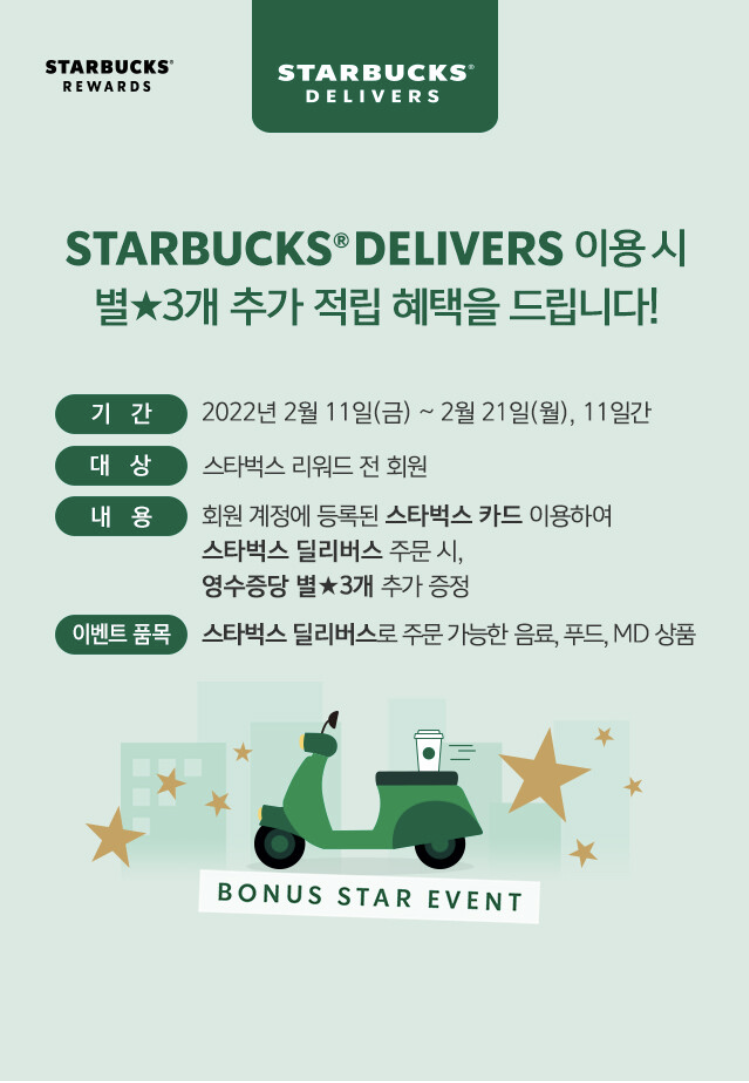 STARBUCKS®
REWARDS
STARBUCKS®
DELIVERS
STARBUCKS® DELIVERS 이용 시
별★3개 추가 적립 혜택을 드립니다!
기 간 2022년 2월 11일(금) ~ 2월 21일(월), 11일간
대 상 스타벅스 리워드 전 회원
내 용 회원 계정에 등록된 스타벅스 카드 이용하여
스타벅스 딜리버스 주문 시,
영수증당 별★3개 추가 증정
이벤트 품목 스타벅스 딜리버스로 주문 가능한 음료, 푸드, MD 상품
BONUS STAR EVENT